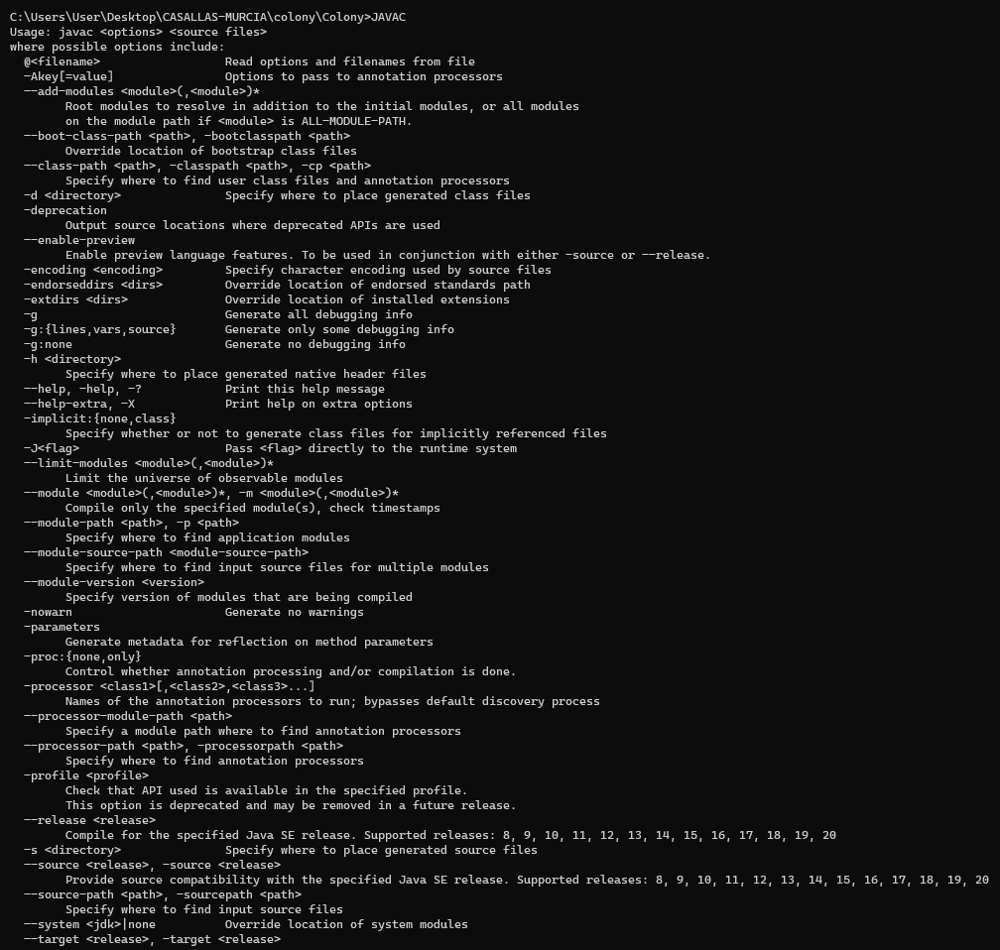 C:\Users\User\Desktop\CASALLAS-MURCIA\colony\Colony>JAVAC
Usage: javac <options> <source files>
where possible options include:
  @<filename>                  Read options and filenames from file
  -Akey[=value]                Options to pass to annotation processors
  --add-modules <module>(,<module>)*
        Root modules to resolve in addition to the initial modules, or all modules
        on the module path if <module> is ALL-MODULE-PATH.
  --boot-class-path <path>, -bootclasspath <path>
        Override location of bootstrap class files
  --class-path <path>, -classpath <path>, -cp <path>
        Specify where to find user class files and annotation processors
  -d <directory>               Specify where to place generated class files
  -deprecation
        Output source locations where deprecated APIs are used
  --enable-preview
        Enable preview language features. To be used in conjunction with either -source or --release.
  -encoding <encoding>         Specify character encoding used by source files
  -endorseddirs <dirs>         Override location of endorsed standards path
  -extdirs <dirs>              Override location of installed extensions
  -g                           Generate all debugging info
  -g:{lines,vars,source}       Generate only some debugging info
  -g:none                      Generate no debugging info
  -h <directory>
        Specify where to place generated native header files
  --help, -help, -?            Print this help message
  --help-extra, -X             Print help on extra options
  -implicit:{none,class}
        Specify whether or not to generate class files for implicitly referenced files
  -J<flag>                     Pass <flag> directly to the runtime system
  --limit-modules <module>(,<module>)*
        Limit the universe of observable modules
  --module <module>(,<module>)*, -m <module>(,<module>)*
        Compile only the specified module(s), check timestamps
  --module-path <path>, -p <path>
        Specify where to find application modules
  --module-source-path <module-source-path>
        Specify where to find input source files for multiple modules
  --module-version <version>
        Specify version of modules that are being compiled
  -nowarn                      Generate no warnings
  -parameters
        Generate metadata for reflection on method parameters
  -proc:{none,only}
        Control whether annotation processing and/or compilation is done.
  -processor <class1>[,<class2>,<class3>...]
        Names of the annotation processors to run; bypasses default discovery process
  --processor-module-path <path>
        Specify a module path where to find annotation processors
  --processor-path <path>, -processorpath <path>
        Specify where to find annotation processors
  -profile <profile>
        Check that API used is available in the specified profile.
        This option is deprecated and may be removed in a future release.
  --release <release>
        Compile for the specified Java SE release. Supported releases: 8, 9, 10, 11, 12, 13, 14, 15, 16, 17, 18, 19, 20
  -s <directory>               Specify where to place generated source files
  --source <release>, -source <release>
        Provide source compatibility with the specified Java SE release. Supported releases: 8, 9, 10, 11, 12, 13, 14, 15, 16, 17, 18, 19, 20
  --source-path <path>, -sourcepath <path>
        Specify where to find input source files
  --system <jdk>|none          Override location of system modules
  --target <release>, -target <release>